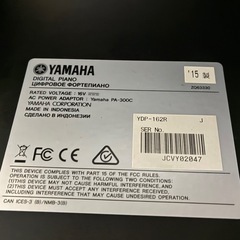 YAMAHA
DIGITAL PIANO
ЦИФРОВОЕ ФОРТЕПИАНО
RATED VOLTAGE : 16V
AC POWER ADAPTOR : Yamaha PA-300C
YAMAHA CORPORATION
MADE IN INDONESIA
СДЕЛАНО В ИНДОНЕЗИИ
'15 製
YDP-162R J
SER No.
JCVY02047
FC
THIS DEVICE COMPLIES WITH PART 15 OF THE
FCC RULES. OPERATION IS SUBJECT TO THE
FOLLOWING TWO CONDITIONS: (1) THIS DEVICE
MAY NOT CAUSE HARMFUL INTERFERENCE, AND
(2) THIS DEVICE MUST ACCEPT ANY INTERFERENCE
RECEIVED, INCLUDING INTERFERENCE THAT MAY
CAUSE UNDESIRED OPERATION.
CAN ICES-3 (B)/NMB-3(B)